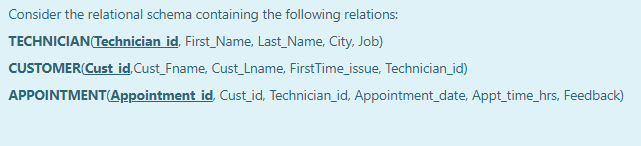 Consider the relational schema containing the following relations:
TECHNICIAN(Technician_id, First_Name, Last_Name, City, Job)
CUSTOMER(Cust_id,Cust_Fname, Cust_Lname, FirstTime_issue, Technician_id)
APPOINTMENT(Appointment_id, Cust_id, Technician_id, Appointment_date, Appt_time_hrs, Feedback)